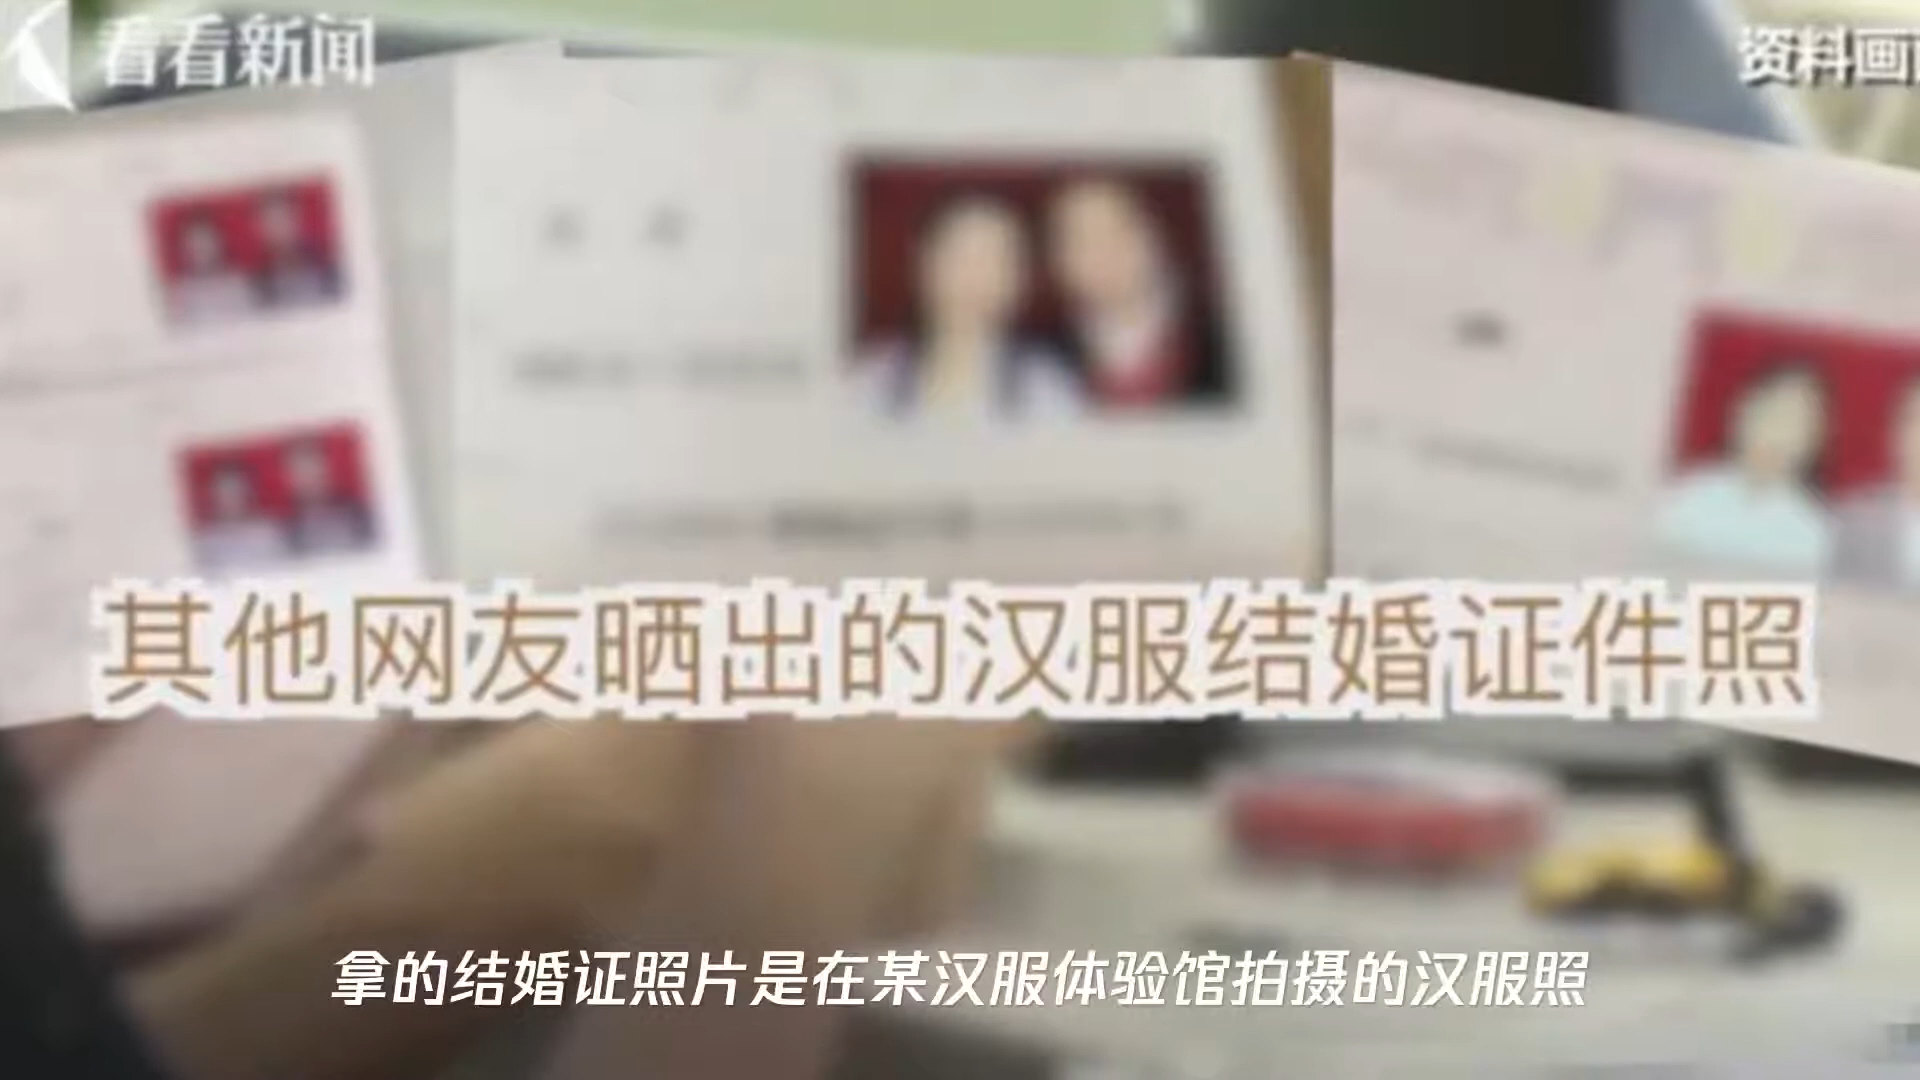 看看新闻
资料画
其他网友晒出的汉服结婚证件照
拿的结婚证照片是在某汉服体验馆拍摄的汉服照